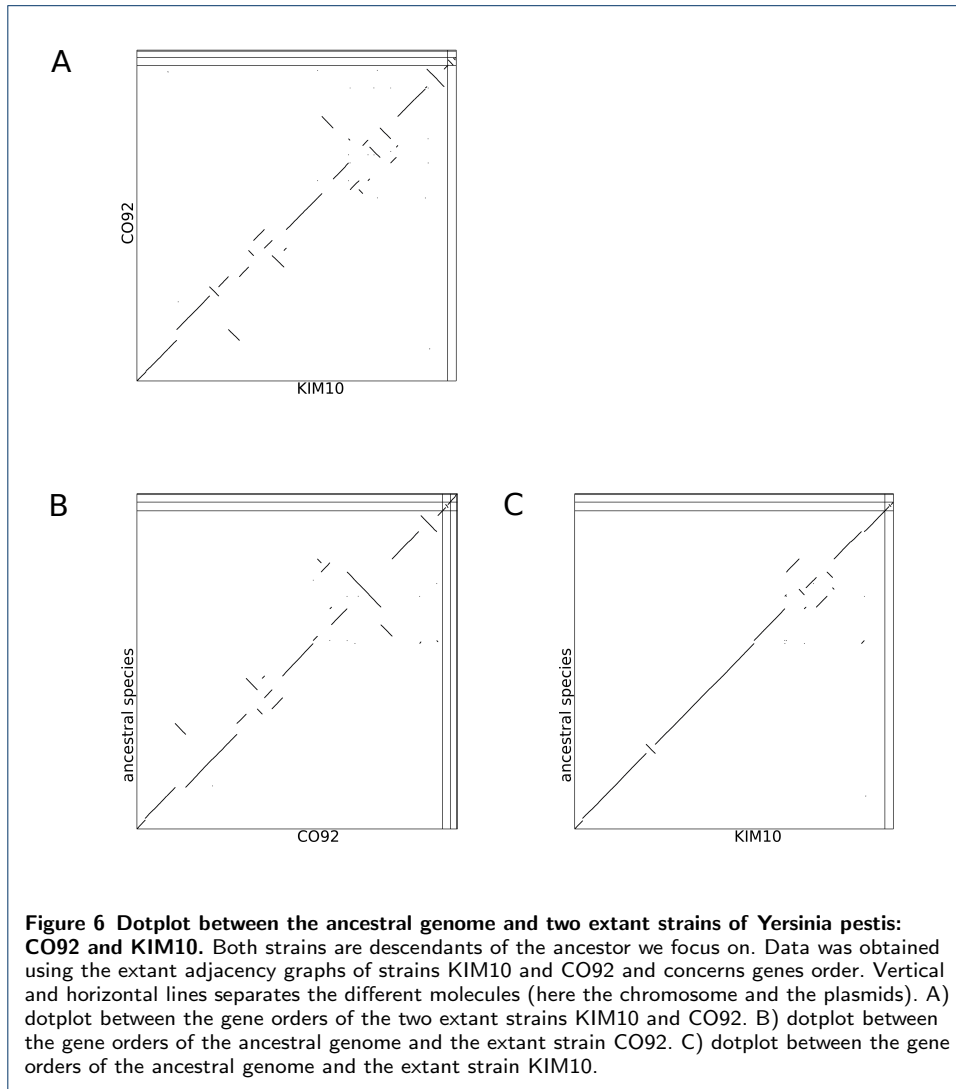 A
CO92
KIM10
B
C
ancestral species
ancestral species
CO92
KIM10
Figure 6 Dotplot between the ancestral genome and two extant strains of Yersinia pestis:
CO92 and KIM10. Both strains are descendants of the ancestor we focus on. Data was obtained
using the extant adjacency graphs of strains KIM10 and CO92 and concerns genes order. Vertical
and horizontal lines separates the different molecules (here the chromosome and the plasmids). A)
dotplot between the gene orders of the two extant strains KIM10 and CO92. B) dotplot between
the gene orders of the ancestral genome and the extant strain CO92. C) dotplot between the gene
orders of the ancestral genome and the extant strain KIM10.